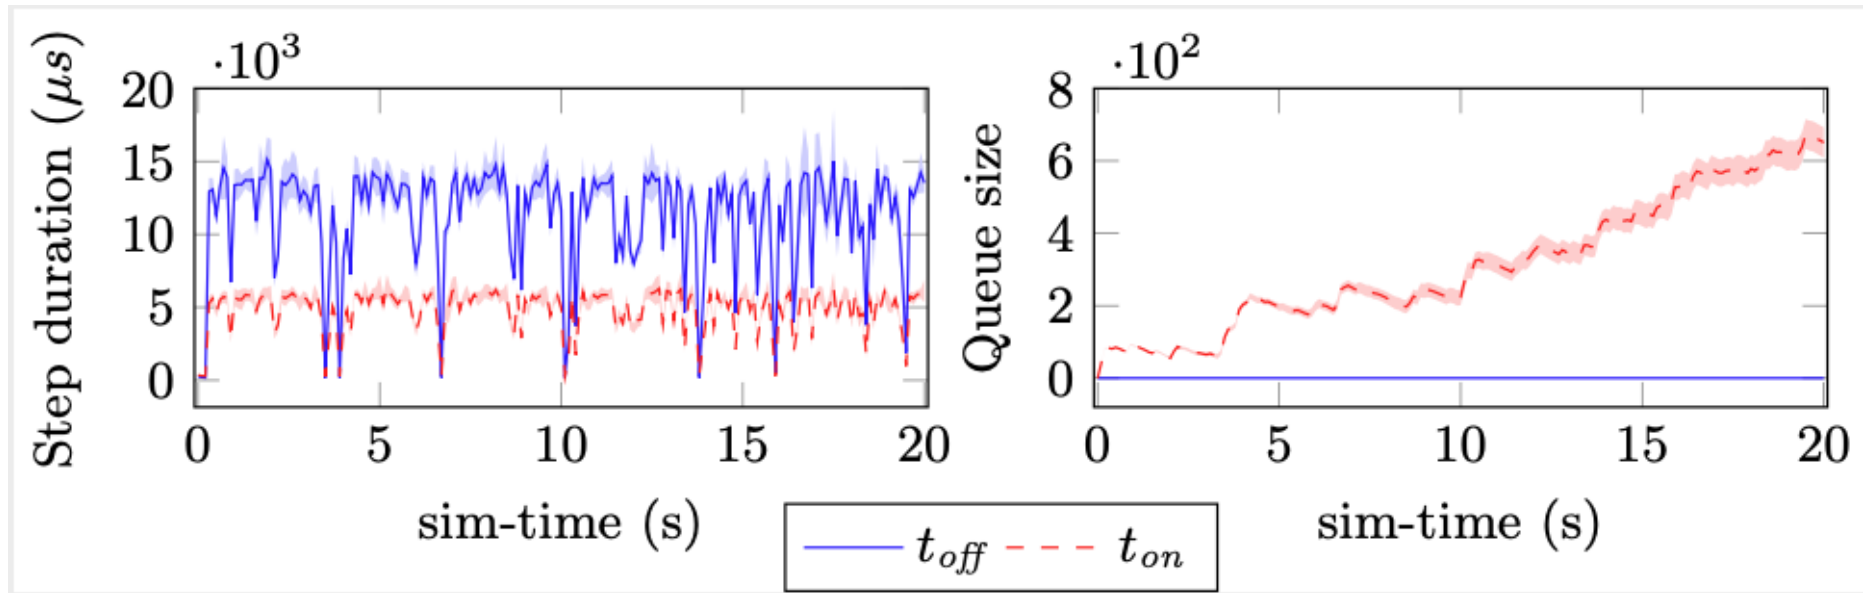 Step duration (μs)
·10³
20
15
10
5
0
0 5 10 15 20
sim-time (s)
Queue size
·10²
8
6
4
2
0
0 5 10 15 20
sim-time (s)
t_off t_on